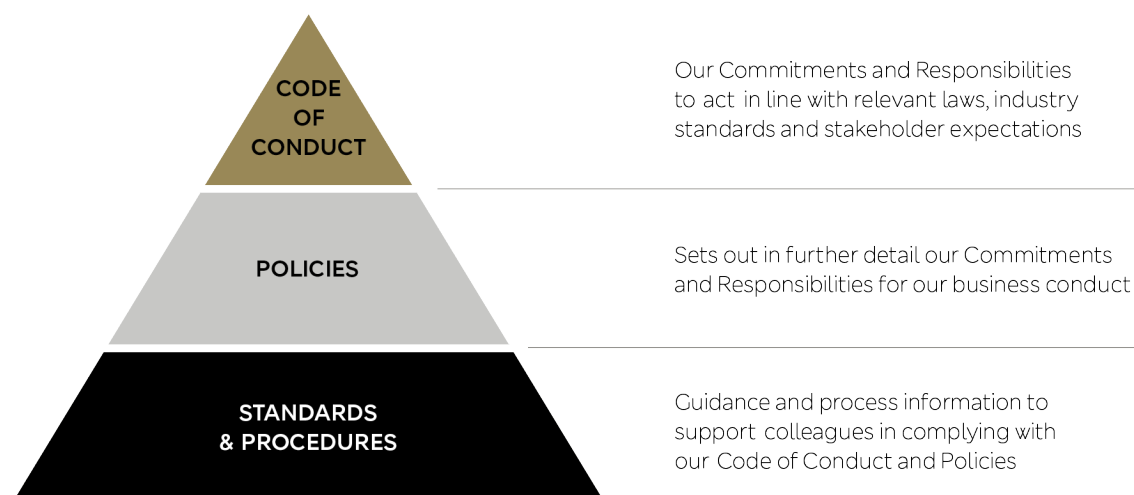 CODE
OF
CONDUCT
Our Commitments and Responsibilities
to act in line with relevant laws, industry
standards and stakeholder expectations
POLICIES
Sets out in further detail our Commitments
and Responsibilities for our business conduct
STANDARDS
& PROCEDURES
Guidance and process information to
support colleagues in complying with
our Code of Conduct and Policies